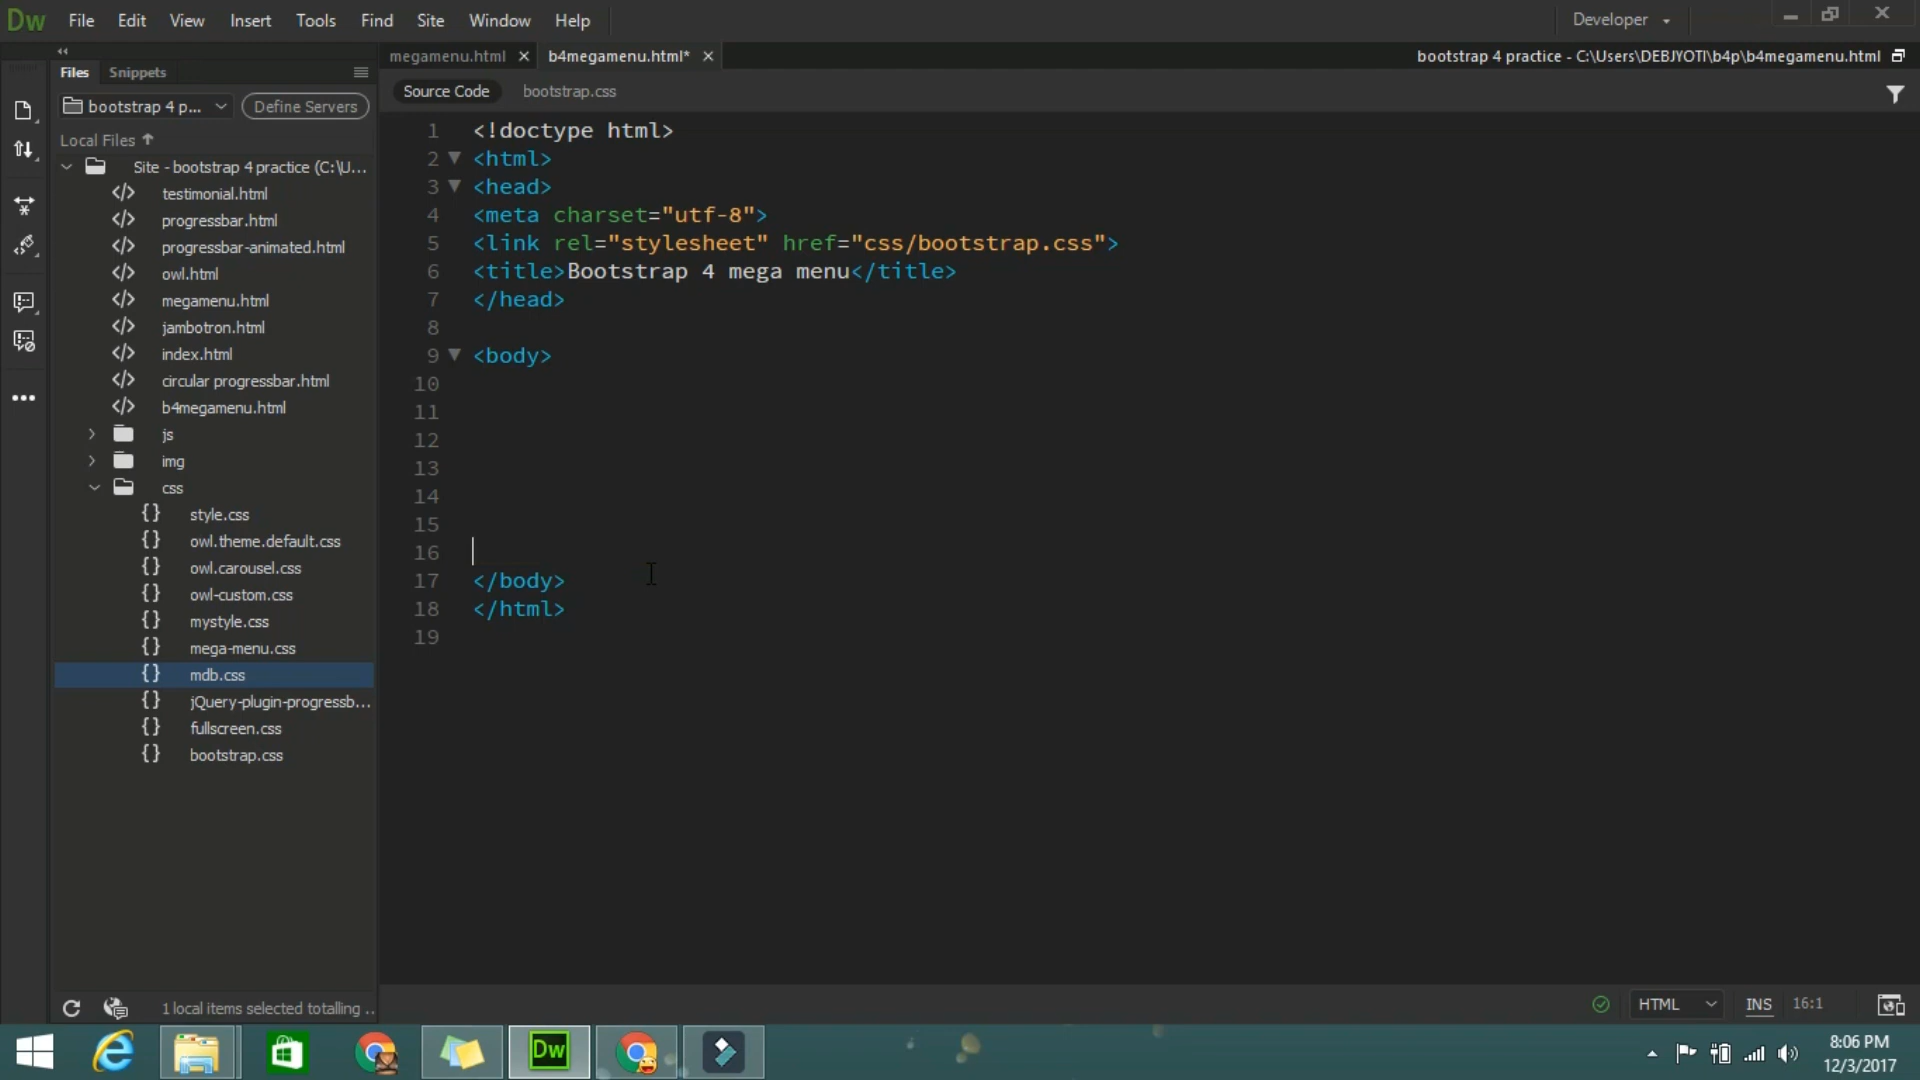 Dw File Edit View Insert Tools Find Site Window Help Developer
megamenu.html b4megamenu.html* bootstrap 4 practice - C:\Users\DEBJYOTI\b4p\b4megamenu.html
Files Snippets
Source Code bootstrap.css
bootstrap 4 p... Define Servers
Local Files
Site - bootstrap 4 practice (C:\U...
testimonial.html
progressbar.html
progressbar-animated.html
owl.html
megamenu.html
jambotron.html
index.html
circular progressbar.html
b4megamenu.html
js
img
css
style.css
owl.theme.default.css
owl.carousel.css
owl-custom.css
mystyle.css
mega-menu.css
mdb.css
jQuery-plugin-progressb...
fullscreen.css
bootstrap.css
1 local items selected totalling ..
1 <!doctype html>
2 <html>
3 <head>
4 <meta charset="utf-8">
5 <link rel="stylesheet" href="css/bootstrap.css">
6 <title>Bootstrap 4 mega menu</title>
7 </head>
8
9 <body>
10
11
12
13
14
15
16
17 </body>
18 </html>
19
HTML INS 16:1
Dw
8:06 PM
12/3/2017